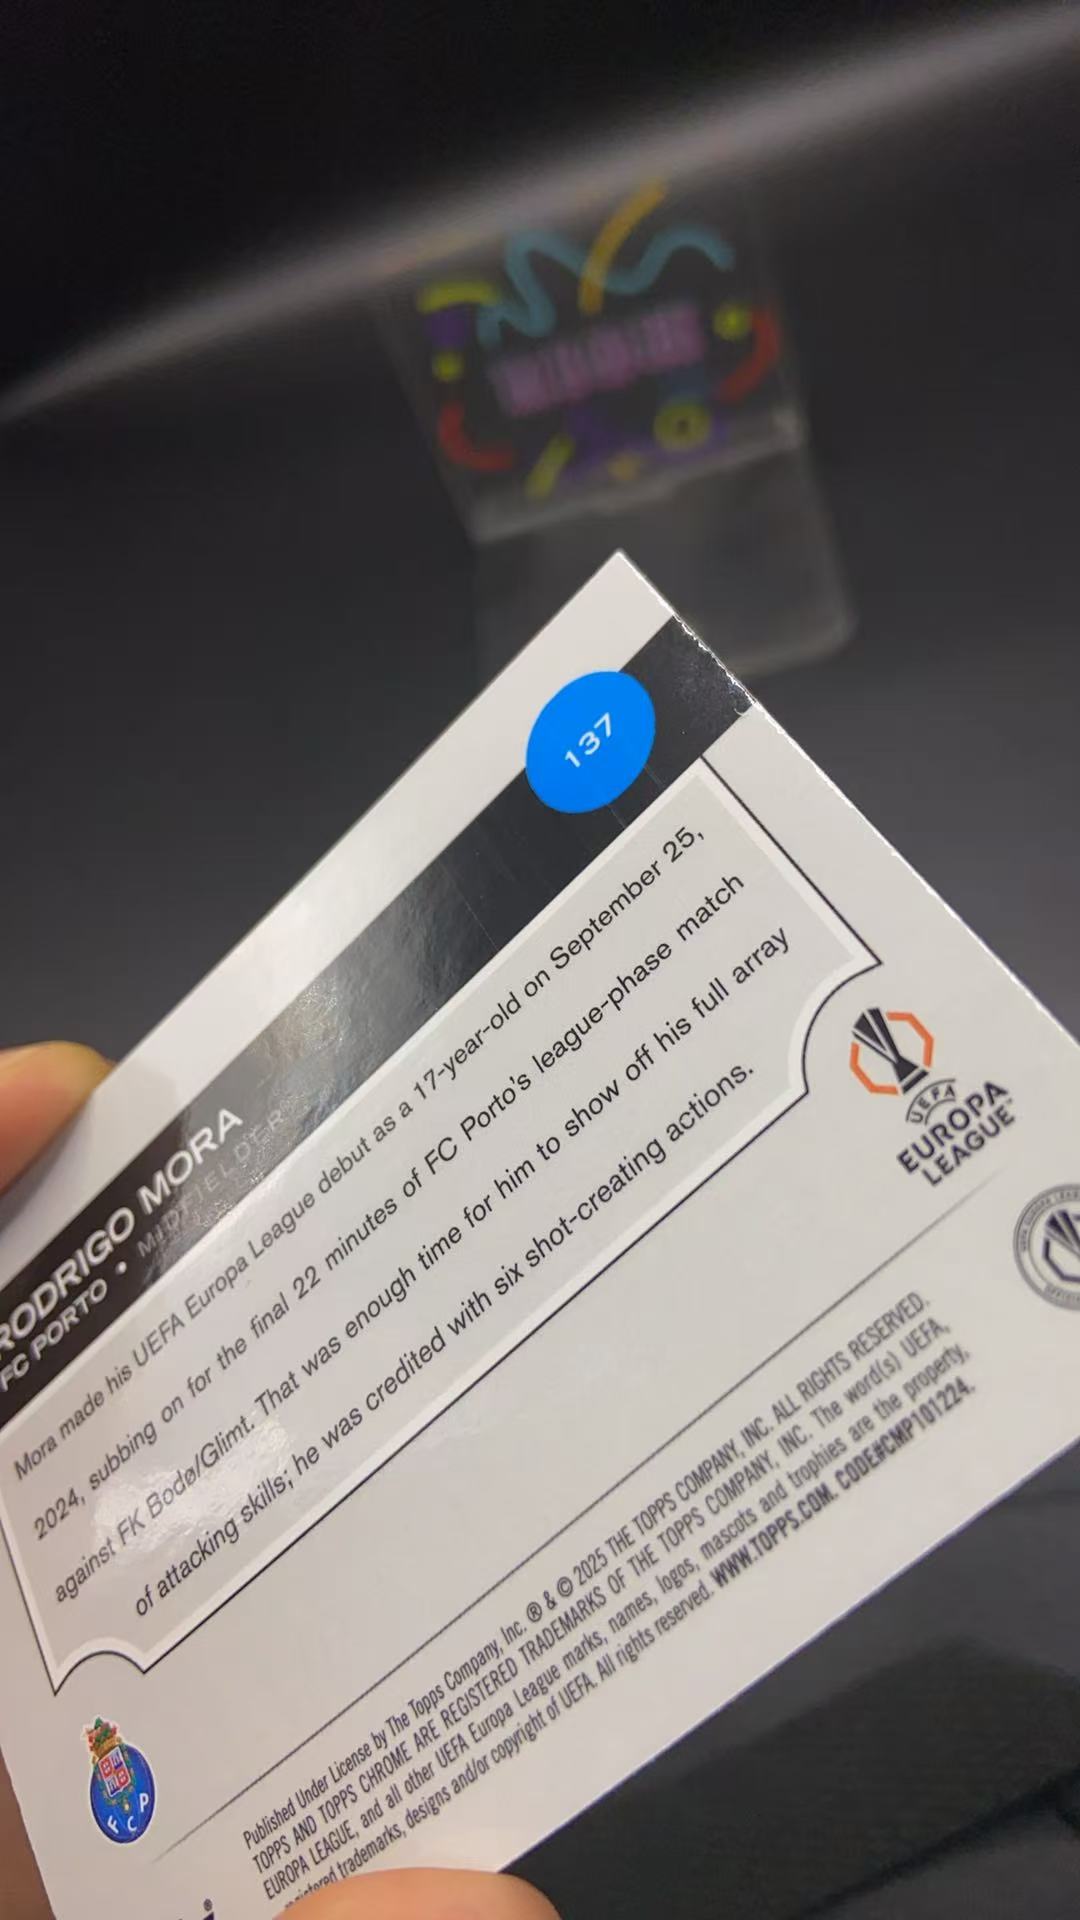 137
RODRIGO MORA
FC PORTO • MIDFIELDER
Mora made his UEFA Europa League debut as a 17-year-old on September 25,
2024, subbing on for the final 22 minutes of FC Porto's league-phase match
against FK Bodø/Glimt. That was enough time for him to show off his full array
of attacking skills; he was credited with six shot-creating actions.
UEFA
EUROPA
LEAGUE™
FCP
Published Under License by The Topps Company, Inc. ® & © 2025 THE TOPPS COMPANY, INC. ALL RIGHTS RESERVED.
TOPPS AND TOPPS CHROME ARE REGISTERED TRADEMARKS OF THE TOPPS COMPANY, INC. The word(s) UEFA,
EUROPA LEAGUE, and all other UEFA Europa League marks, names, logos, mascots and trophies are the property,
registered trademarks, designs and/or copyright of UEFA. All rights reserved. WWW.TOPPS.COM. CODE#CMP101224.